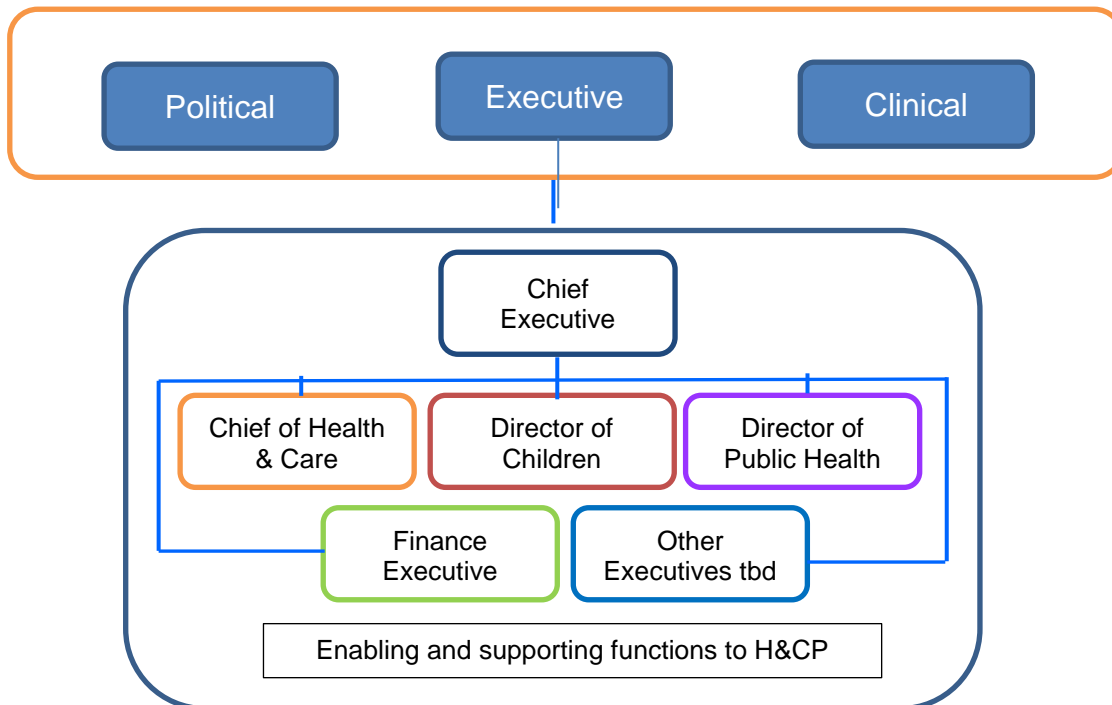 Political
Executive
Clinical
Chief
Executive
Chief of Health
& Care
Director of
Children
Director of
Public Health
Finance
Executive
Other
Executives tbd
Enabling and supporting functions to H&CP